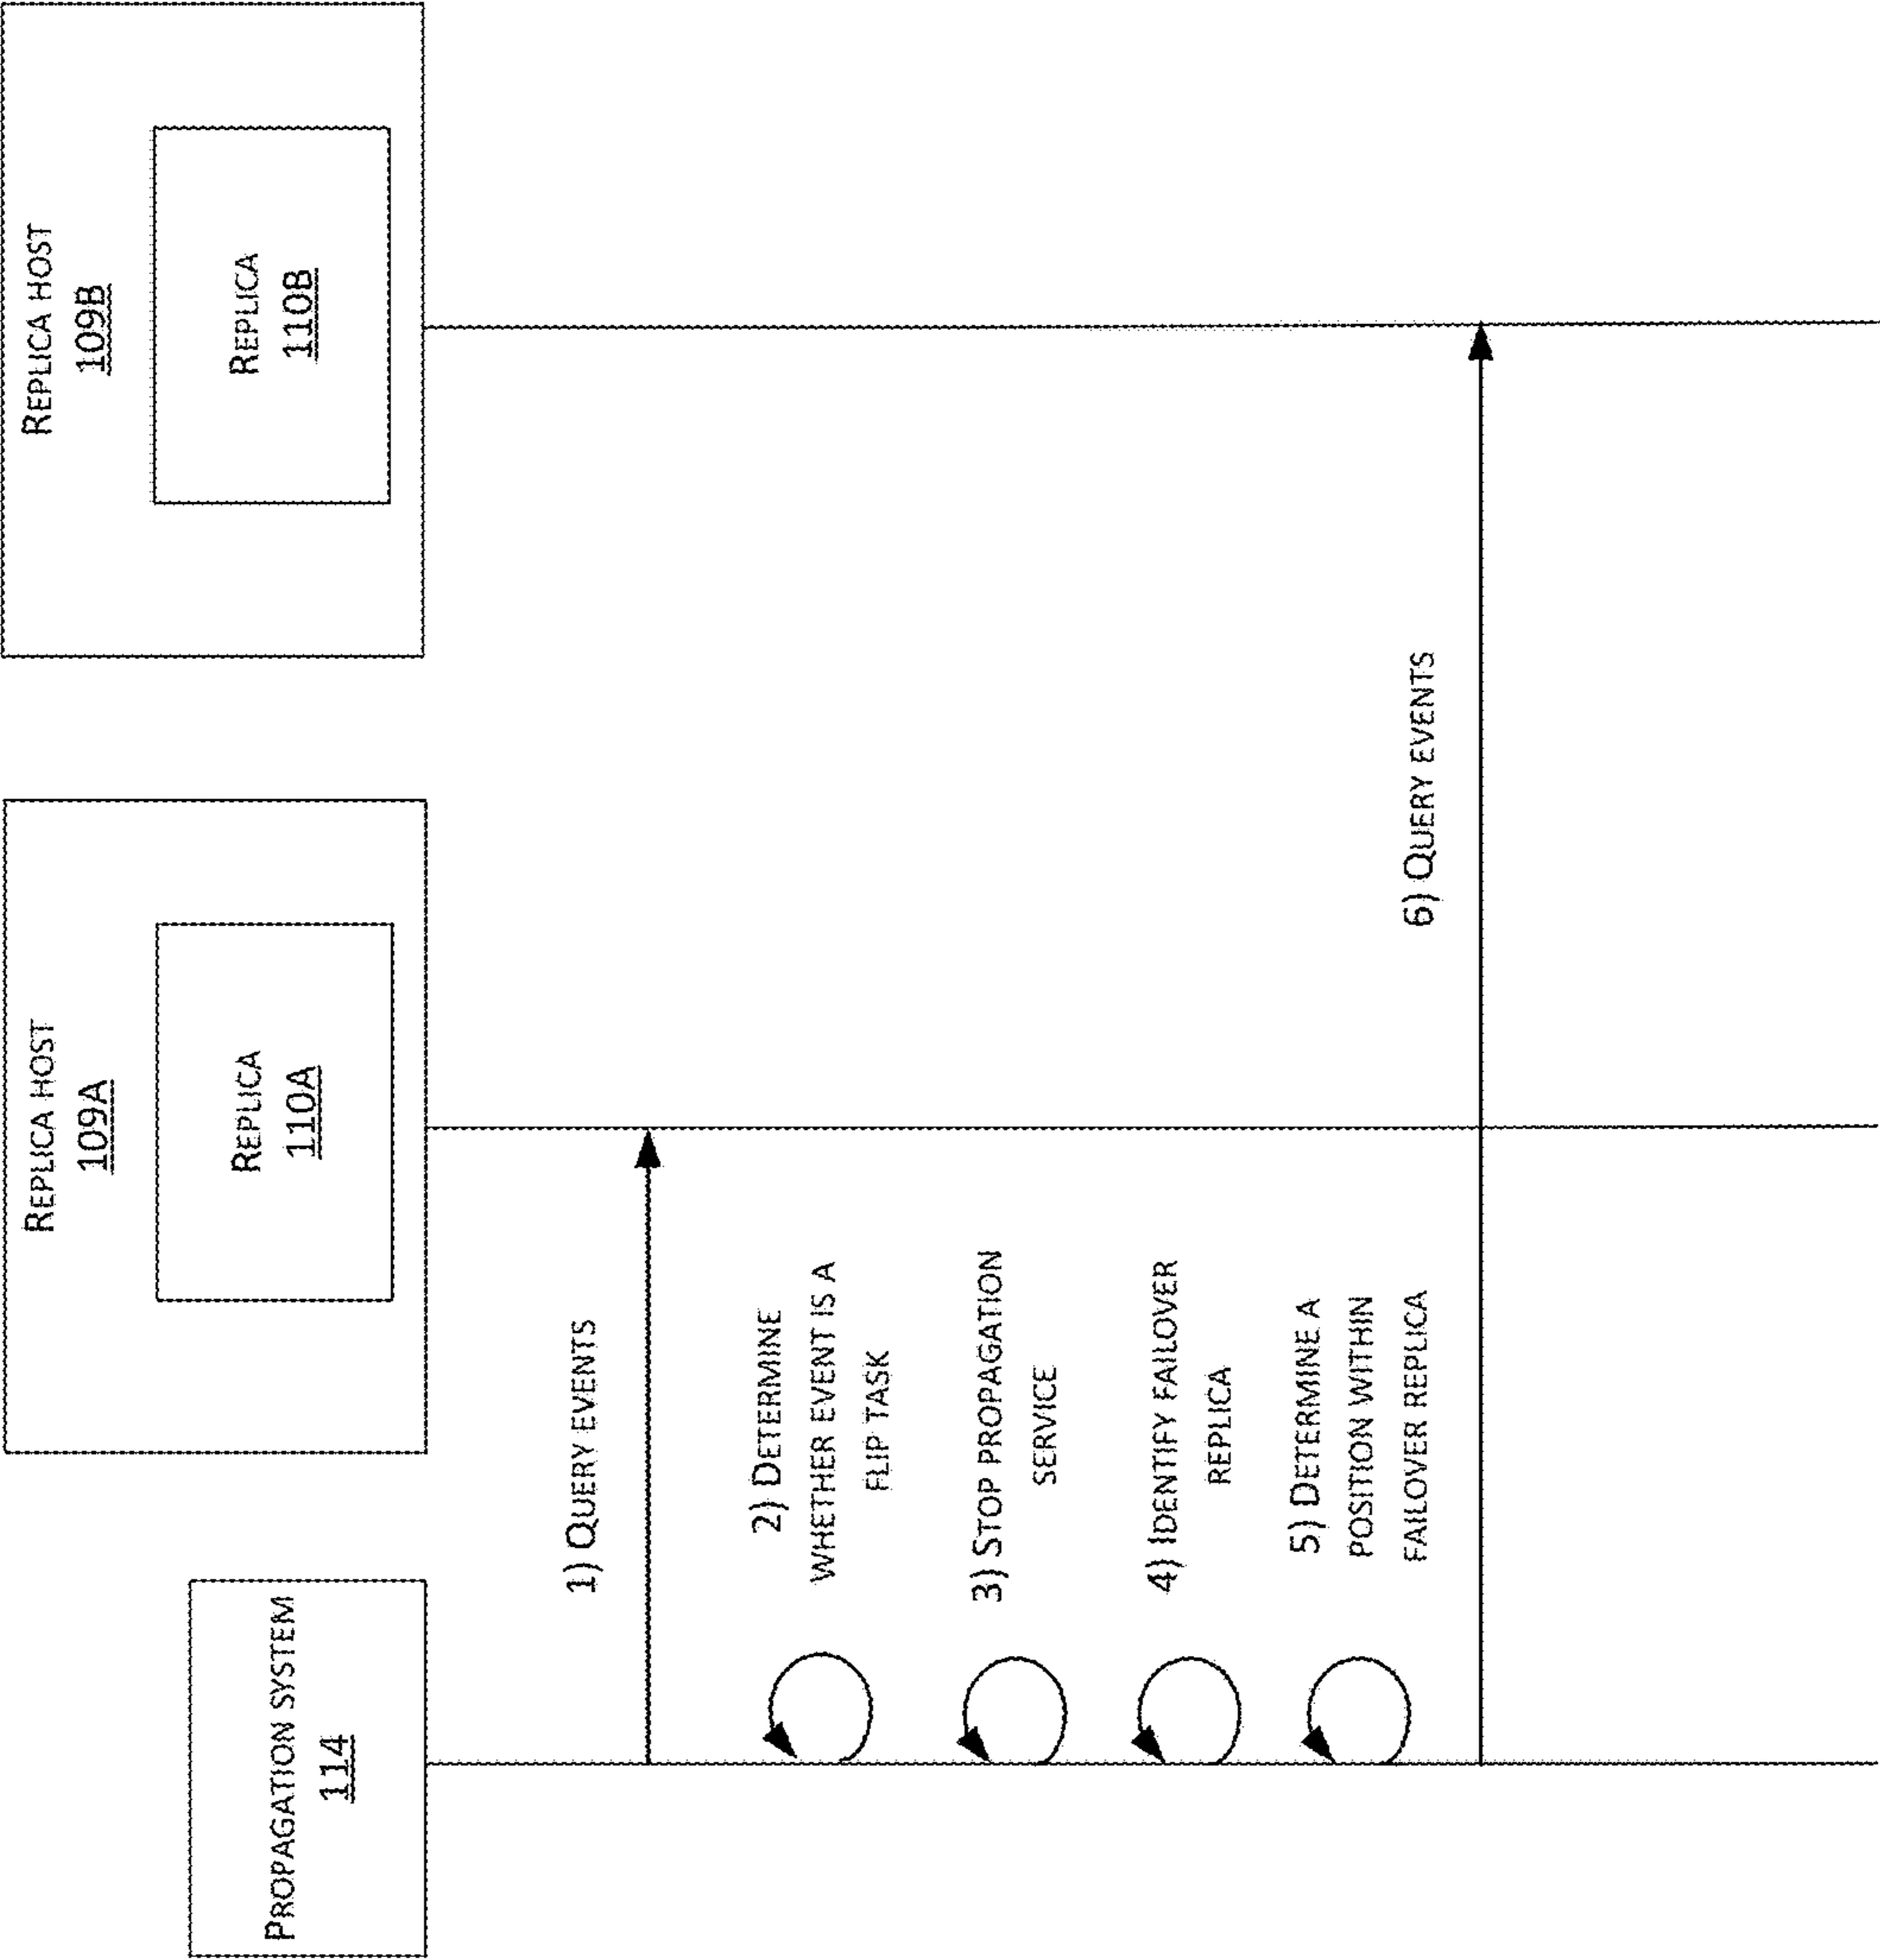 PROPAGATION SYSTEM
114
REPLICA HOST
109A
REPLICA
110A
REPLICA HOST
109B
REPLICA
110B
1) QUERY EVENTS
2) DETERMINE
WHETHER EVENT IS A
FLIP TASK
3) STOP PROPAGATION
SERVICE
4) IDENTIFY FAILOVER
REPLICA
5) DETERMINE A
POSITION WITHIN
FAILOVER REPLICA
6) QUERY EVENTS